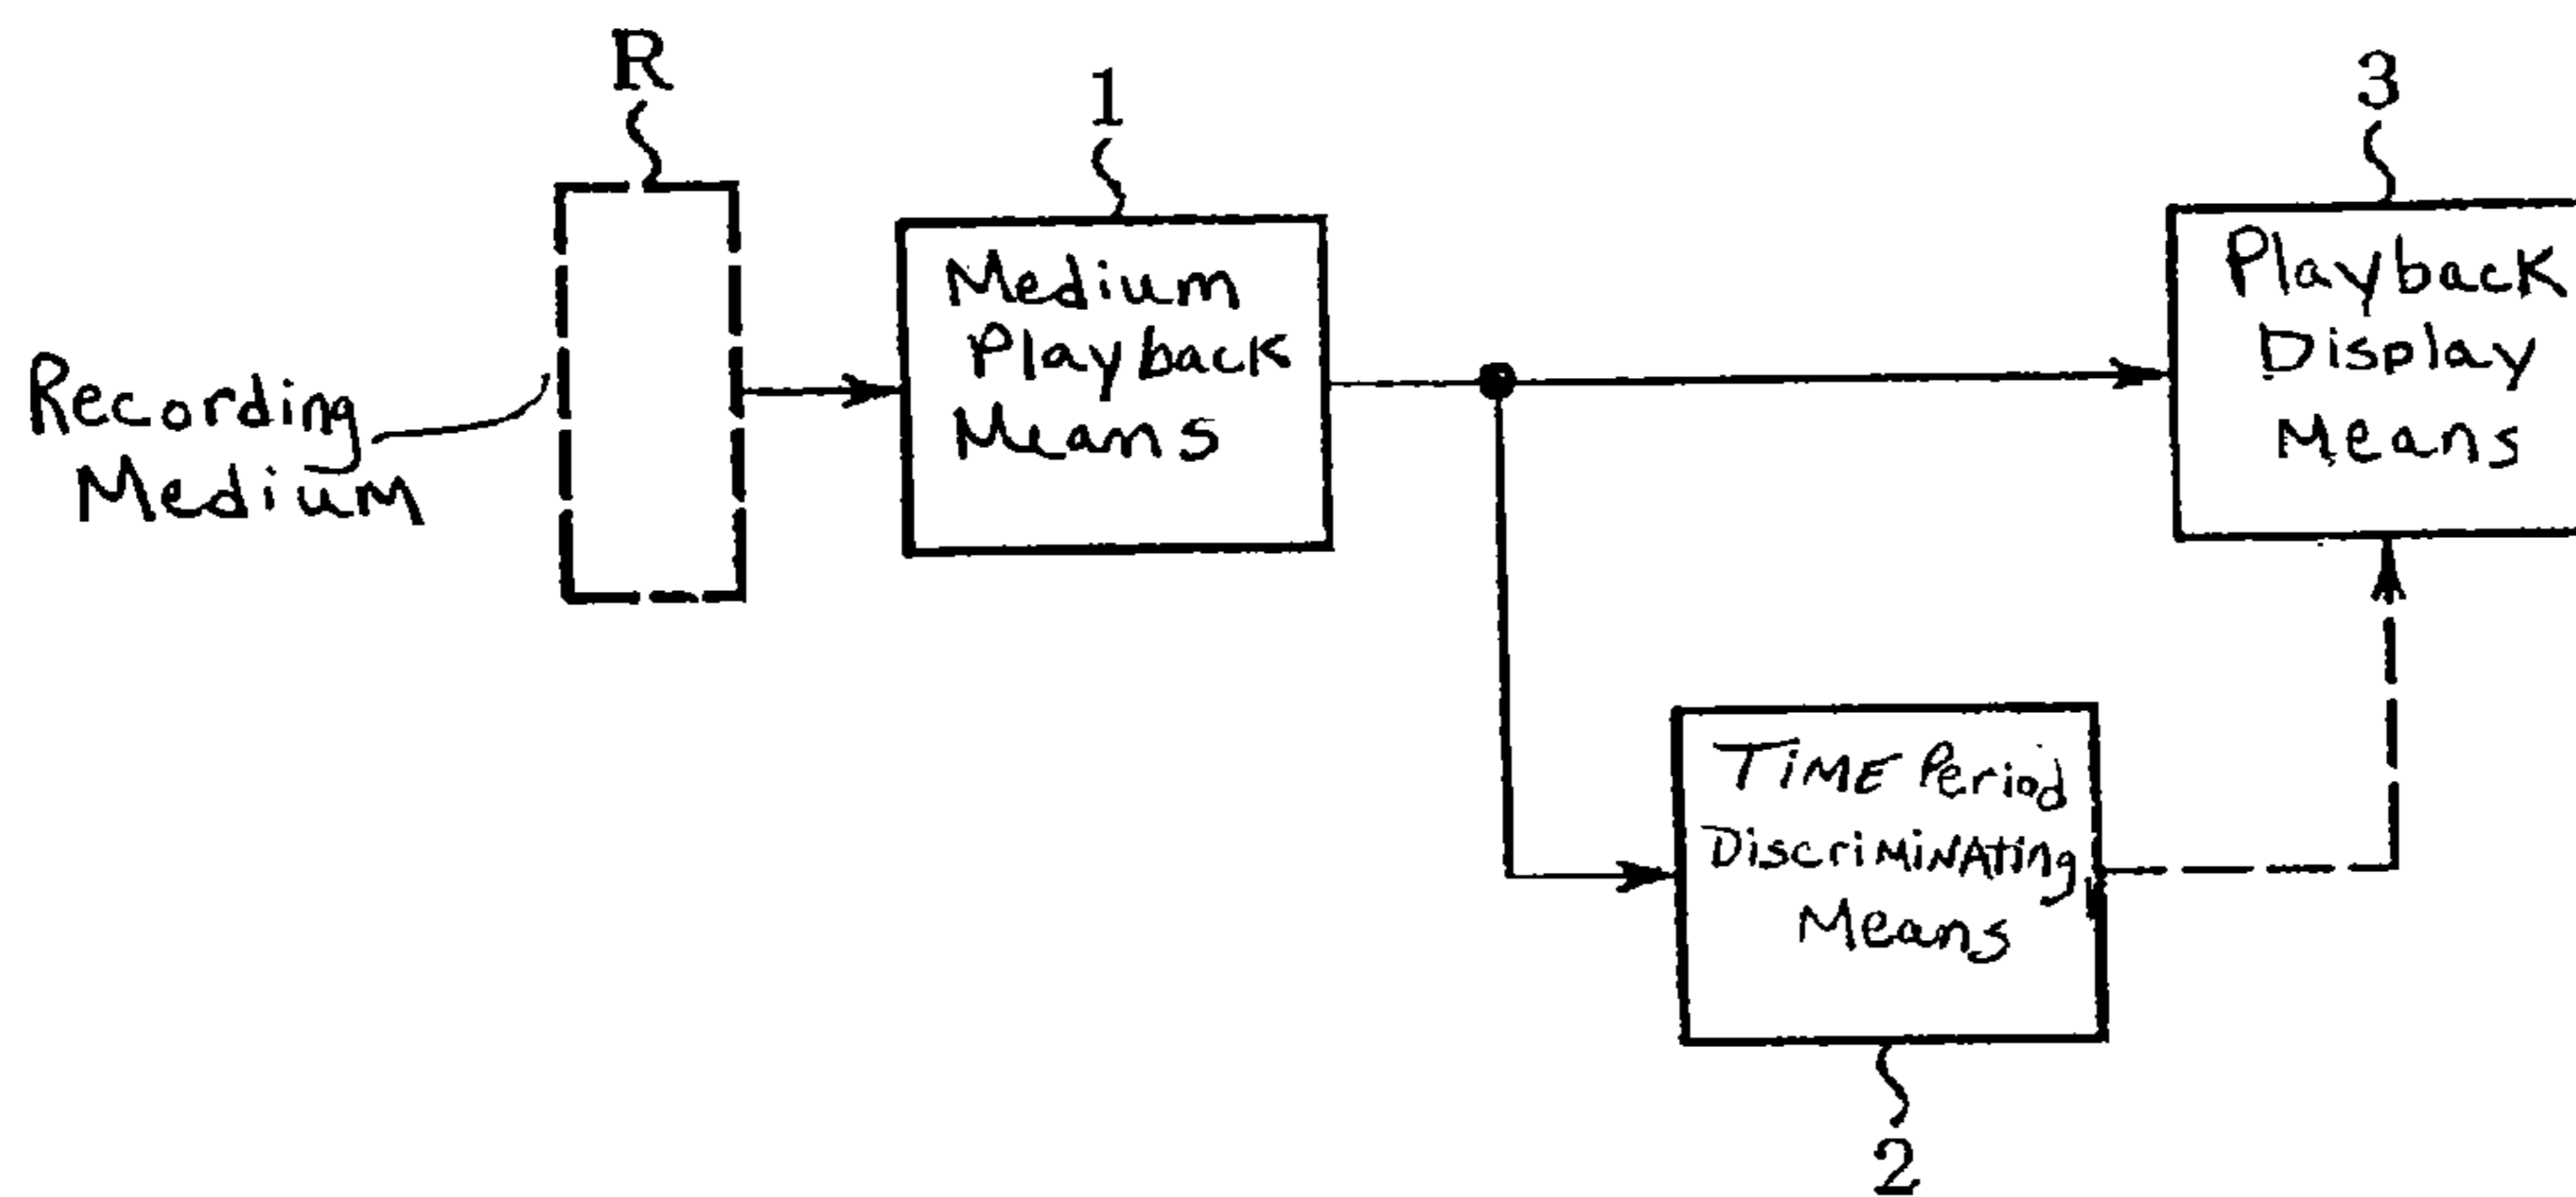 R
1
3
Recording
Medium
Medium
Playback
Means
Playback
Display
Means
TIME Period
Discriminating
Means
2